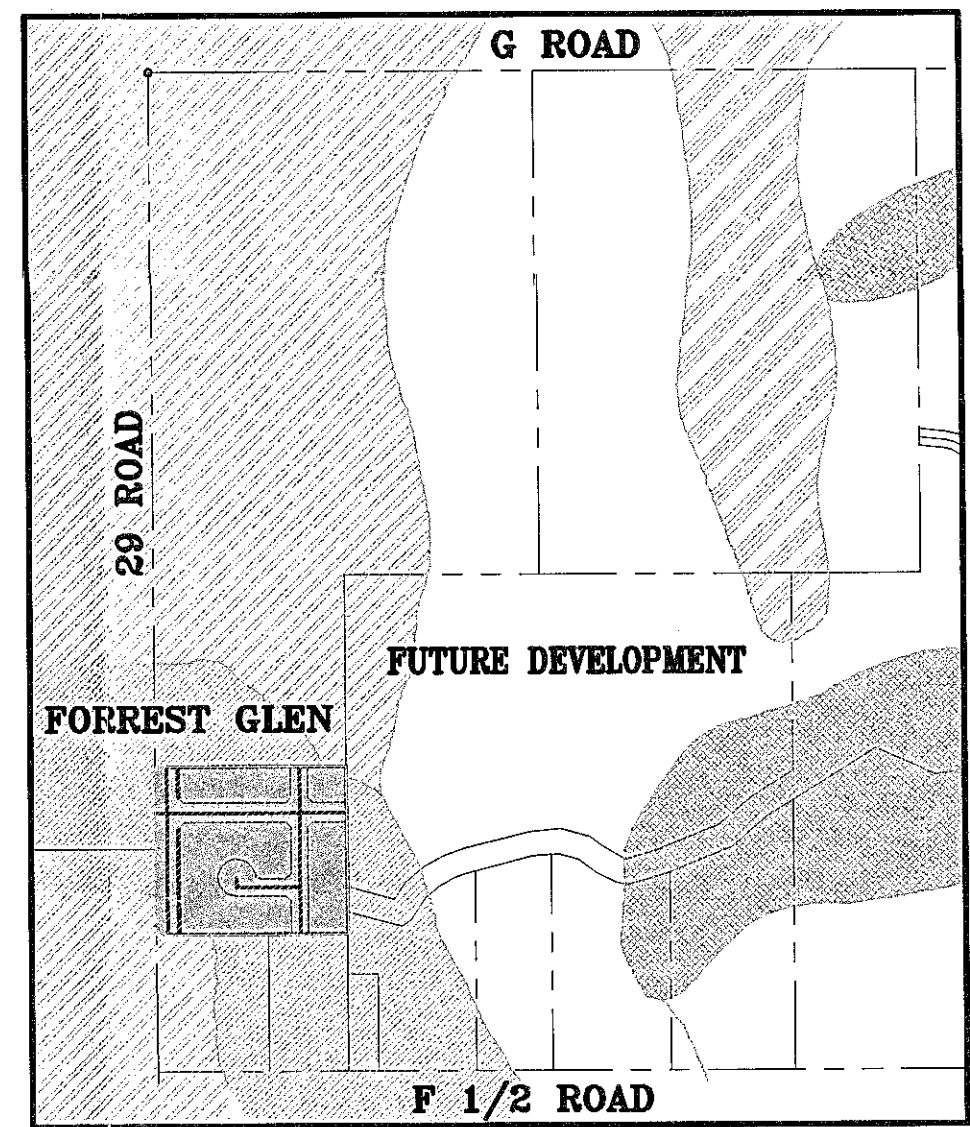 G ROAD
29 ROAD
FUTURE DEVELOPMENT
FORREST GLEN
F 1/2 ROAD